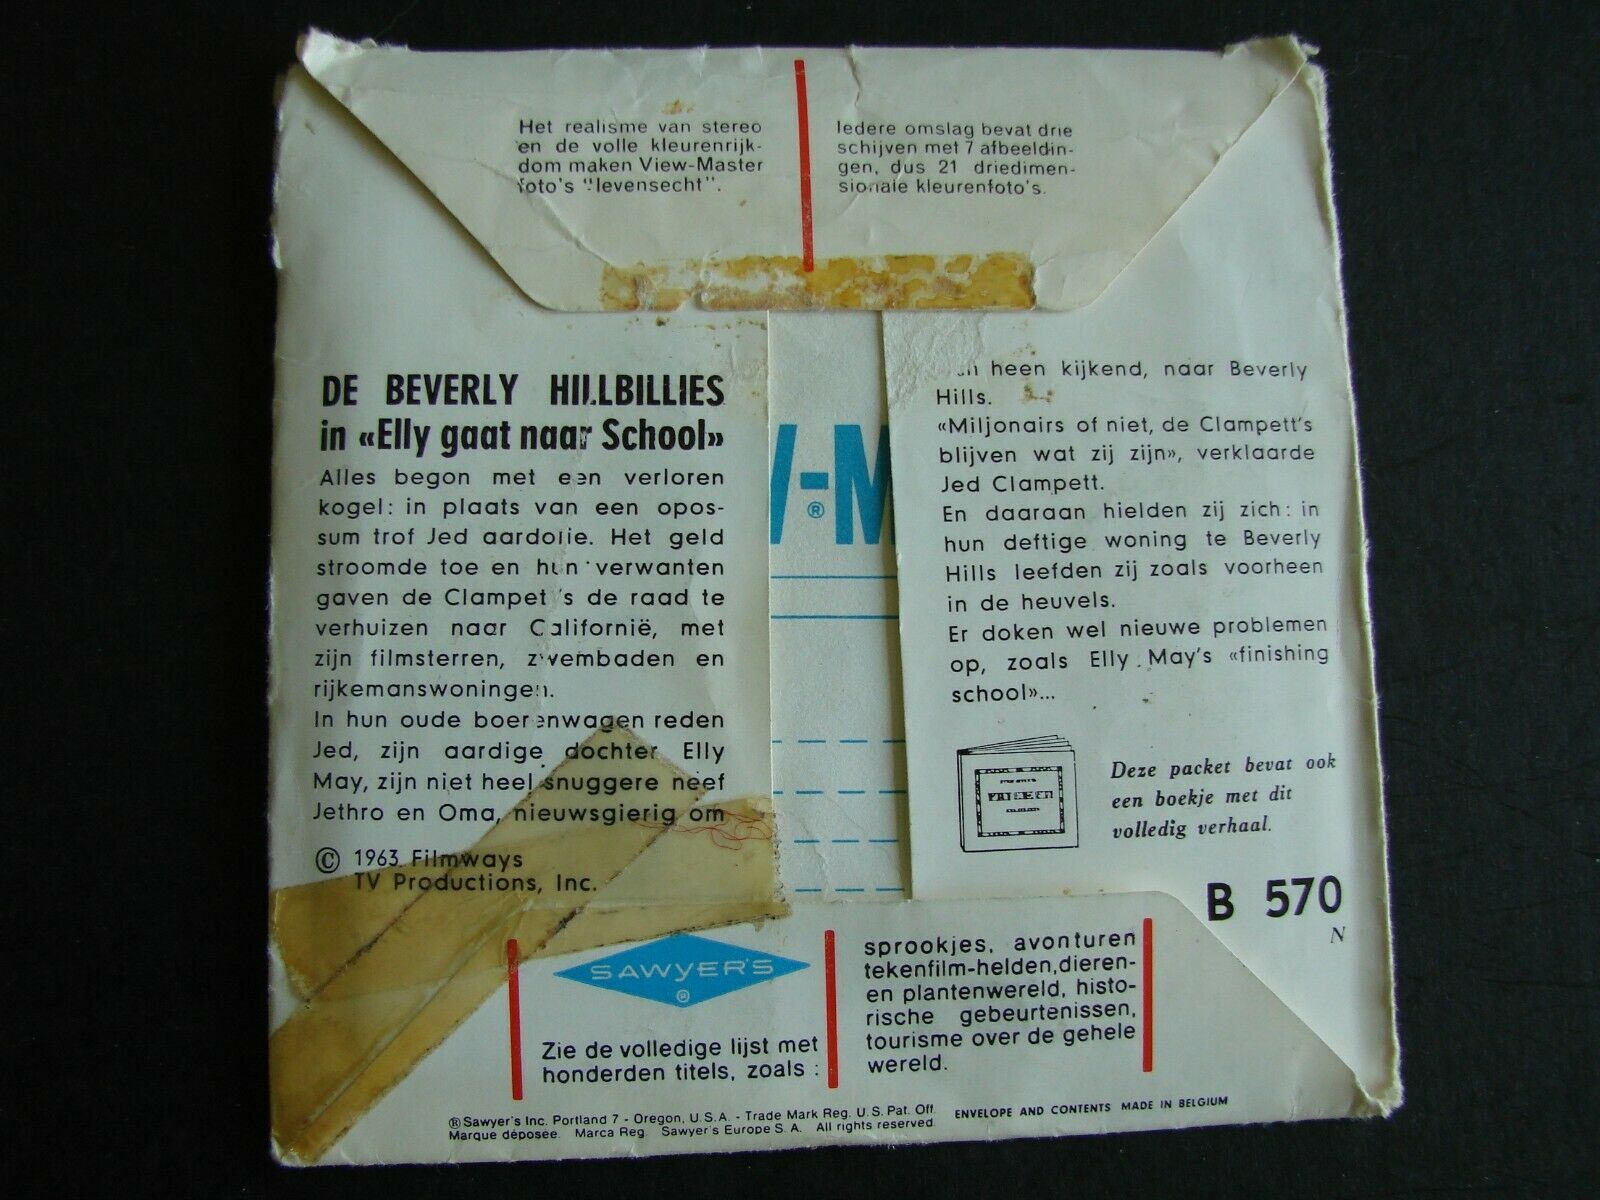 Het realisme van stereo
en de volle kleurenrijk-
dom maken View-Master
foto's "levensecht".
Iedere omslag bevat drie
schijven met 7 afbeeldin-
gen, dus 21 driedimen-
sionale kleurenfoto's.
DE BEVERLY HILLBILLIES
in «Elly gaat naar School»
Alles begon met een verloren
kogel: in plaats van een opos-
sum trof Jed aardolie. Het geld
stroomde toe en hun verwanten
gaven de Clampet 's de raad te
verhuizen naar Californië, met
zijn filmsterren, zwembaden en
rijkemanswoningen.
In hun oude boerenwagen reden
Jed, zijn aardige dochter Elly
May, zijn niet heel snuggere neef
Jethro en Oma, nieuwsgierig om
© 1963 Filmways
TV Productions, Inc.
-M
®
heen kijkend, naar Beverly
Hills.
«Miljonairs of niet, de Clampett's
blijven wat zij zijn», verklaarde
Jed Clampett.
En daaraan hielden zij zich: in
hun deftige woning te Beverly
Hills leefden zij zoals voorheen
in de heuvels.
Er doken wel nieuwe problemen
op, zoals Elly May's «finishing
school»...
Deze packet bevat ook
een boekje met dit
volledig verhaal.
B 570
N
SAWYER'S
®
Zie de volledige lijst met
honderden titels, zoals :
sprookjes, avonturen
tekenfilm-helden,dieren-
en plantenwereld, histo-
rische gebeurtenissen,
tourisme over de gehele
wereld.
® Sawyer's Inc. Portland 7 - Oregon, U.S.A. - Trade Mark Reg. U.S. Pat. Off.
Marque déposée. Marca Reg. Sawyer's Europe S.A. All rights reserved.
ENVELOPE AND CONTENTS MADE IN BELGIUM